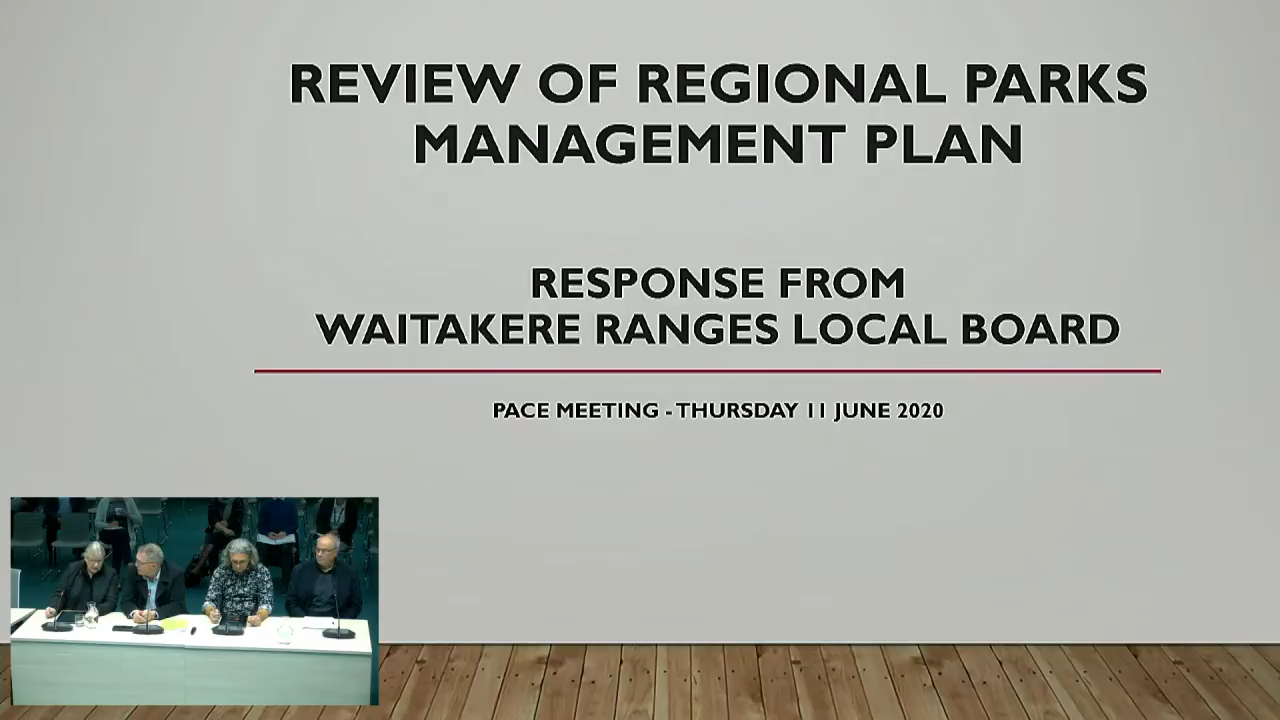 REVIEW OF REGIONAL PARKS
MANAGEMENT PLAN
RESPONSE FROM
WAITAKERE RANGES LOCAL BOARD
PACE MEETING - THURSDAY 11 JUNE 2020